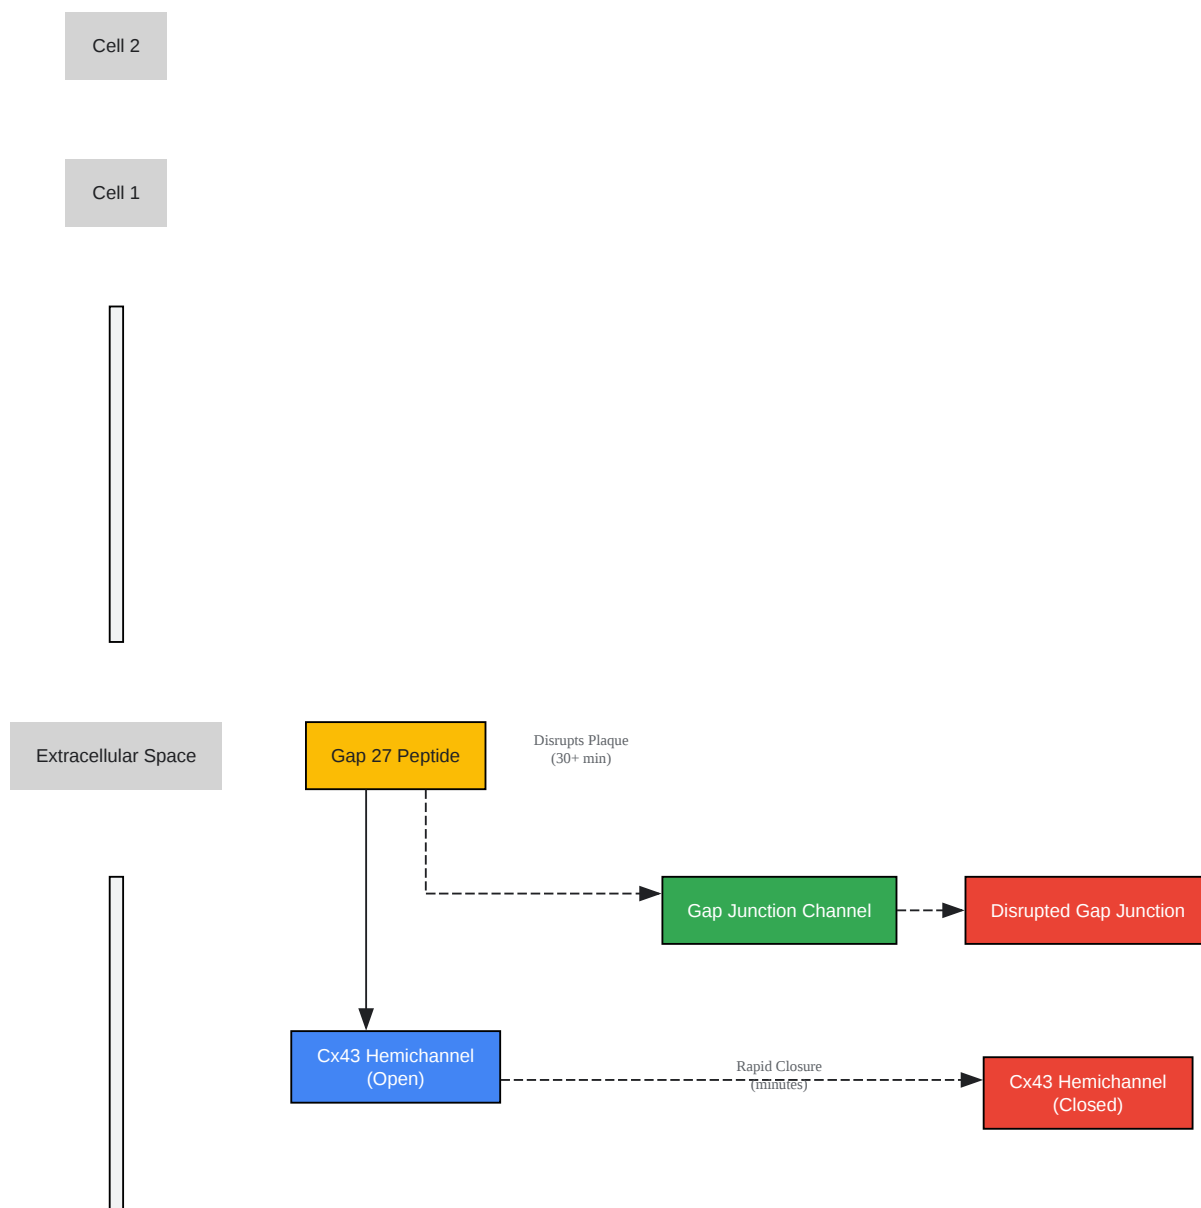 Cell 2
Cell 1
Extracellular Space
Gap 27 Peptide
Disrupts Plaque
(30+ min)
Gap Junction Channel
Disrupted Gap Junction
Cx43 Hemichannel
(Open)
Rapid Closure
(minutes)
Cx43 Hemichannel
(Closed)